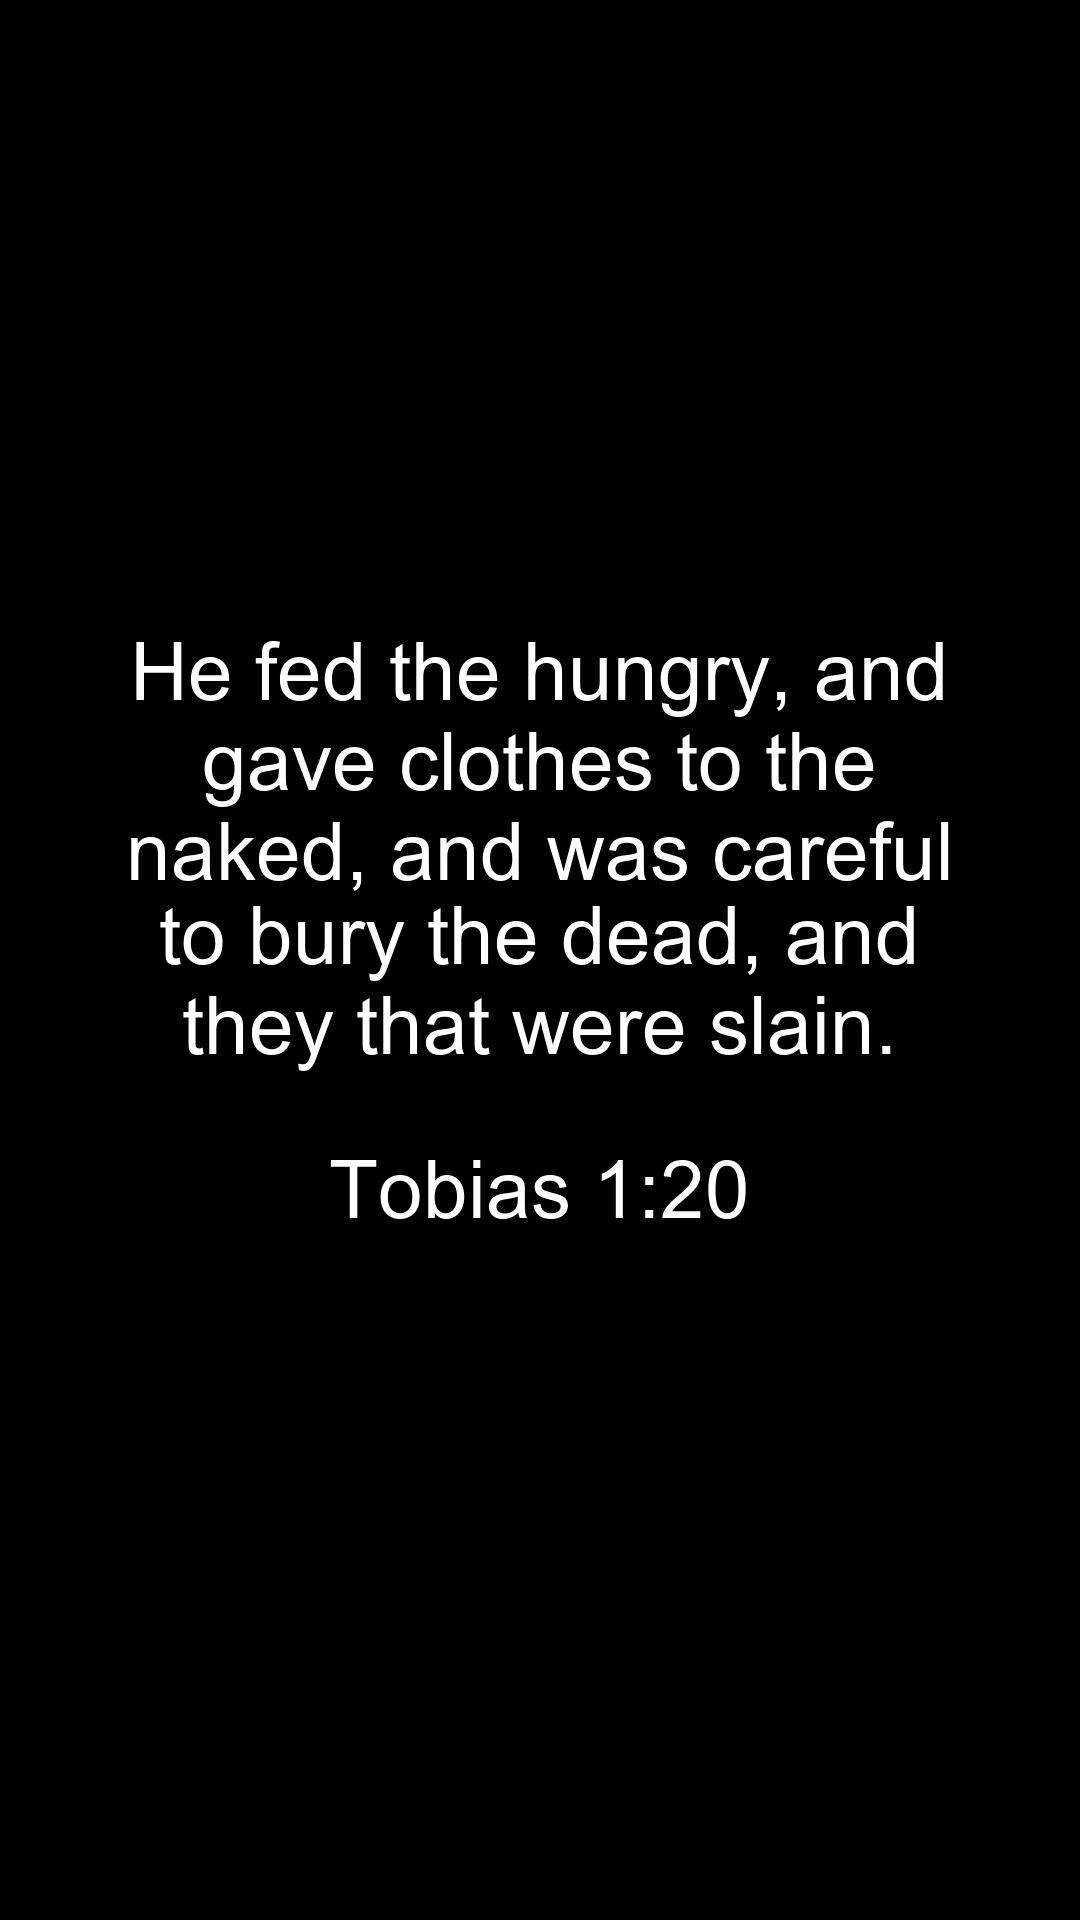 He fed the hungry, and
gave clothes to the
naked, and was careful
to bury the dead, and
they that were slain.
Tobias 1:20